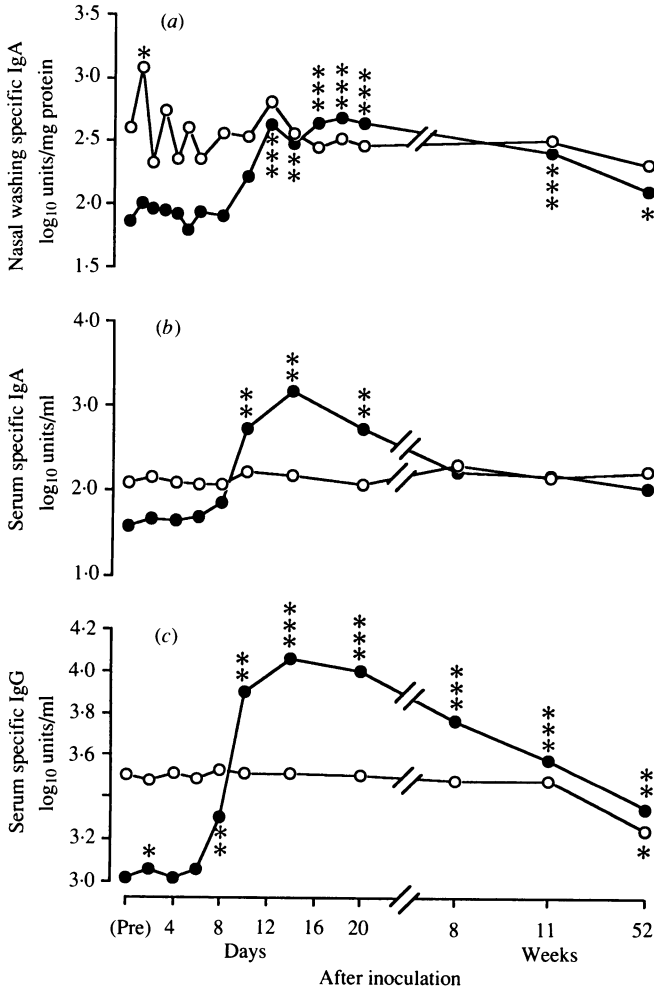 (a)
Nasal washing specific IgA
log10 units/mg protein
3·5
3·0
2·5
2·0
1·5
*
***
**
***
***
***
***
*
(b)
Serum specific IgA
log10 units/ml
4·0
3·0
2·0
1·0
**
**
**
(c)
Serum specific IgG
log10 units/ml
4·2
4·0
3·8
3·6
3·2
3·0
*
**
**
***
***
***
***
**
*
(Pre) 4 8 12 16 20 8 11 52
Days Weeks
After inoculation